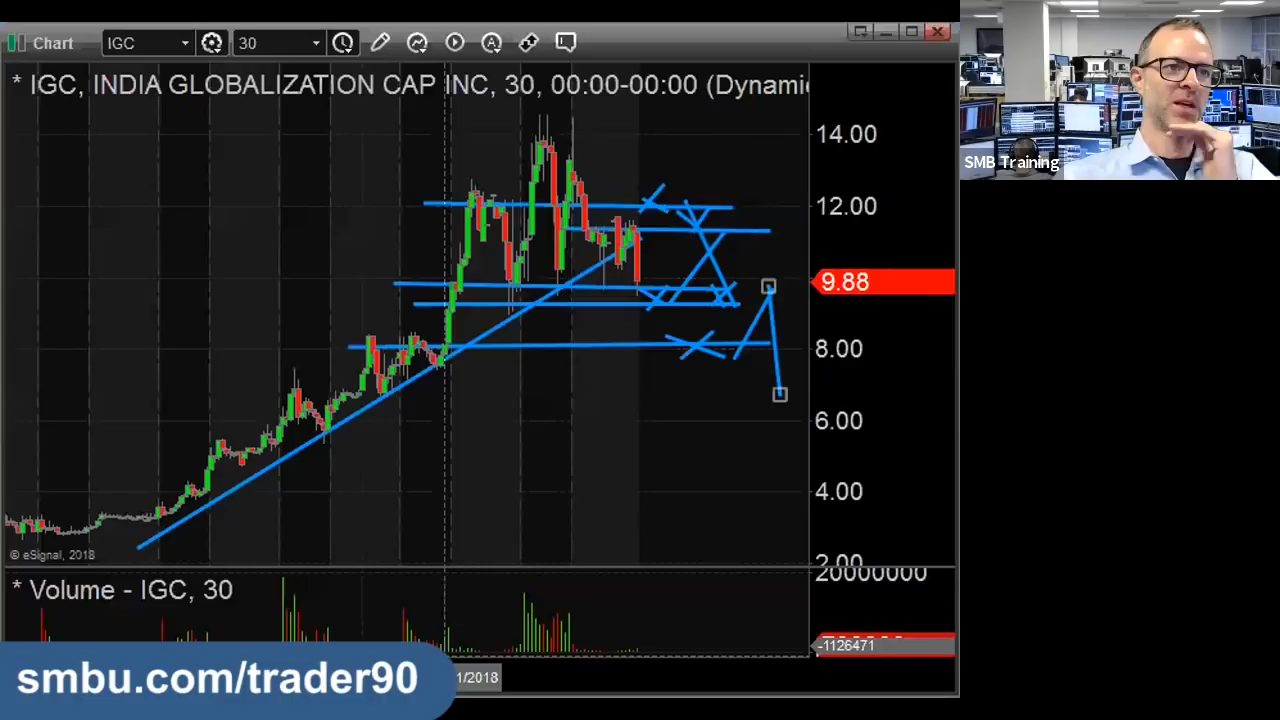 Chart
IGC
30
* IGC, INDIA GLOBALIZATION CAP INC, 30, 00:00-00:00 (Dynami
SMB Training
14.00
12.00
9.88
8.00
6.00
4.00
2.00
© eSignal, 2018
20000000
* Volume - IGC, 30
-1126471
1/2018
smbu.com/trader90